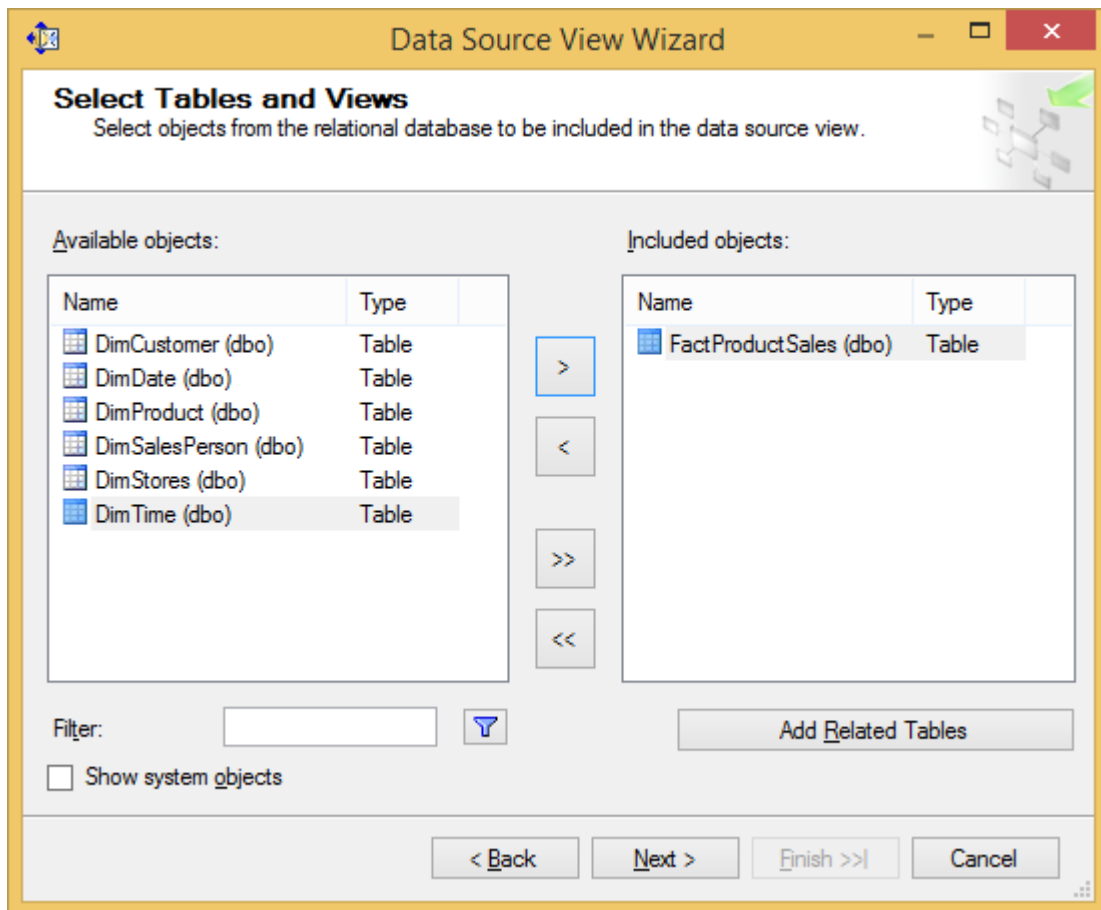 Data Source View Wizard
Select Tables and Views
Select objects from the relational database to be included in the data source view.
Available objects:
Name Type
DimCustomer (dbo) Table
DimDate (dbo) Table
DimProduct (dbo) Table
DimSalesPerson (dbo) Table
DimStores (dbo) Table
DimTime (dbo) Table
>
<
>>
<<
Included objects:
Name Type
FactProductSales (dbo) Table
Filter:
Add Related Tables
Show system objects
< Back Next > Finish >>| Cancel